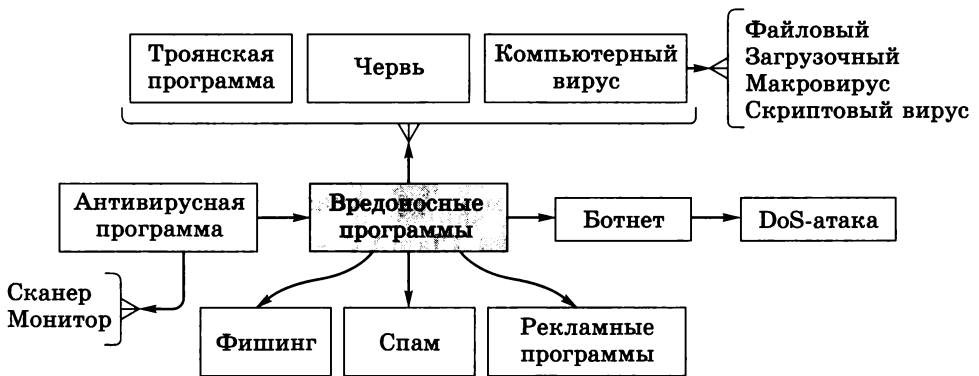 Троянская
программа
Червь
Компьютерный
вирус
Файловый
Загрузочный
Макровирус
Скриптовый вирус
Антивирусная
программа
Вредоносные
программы
Ботнет
DoS-атака
Сканер
Монитор
Фишинг
Спам
Рекламные
программы